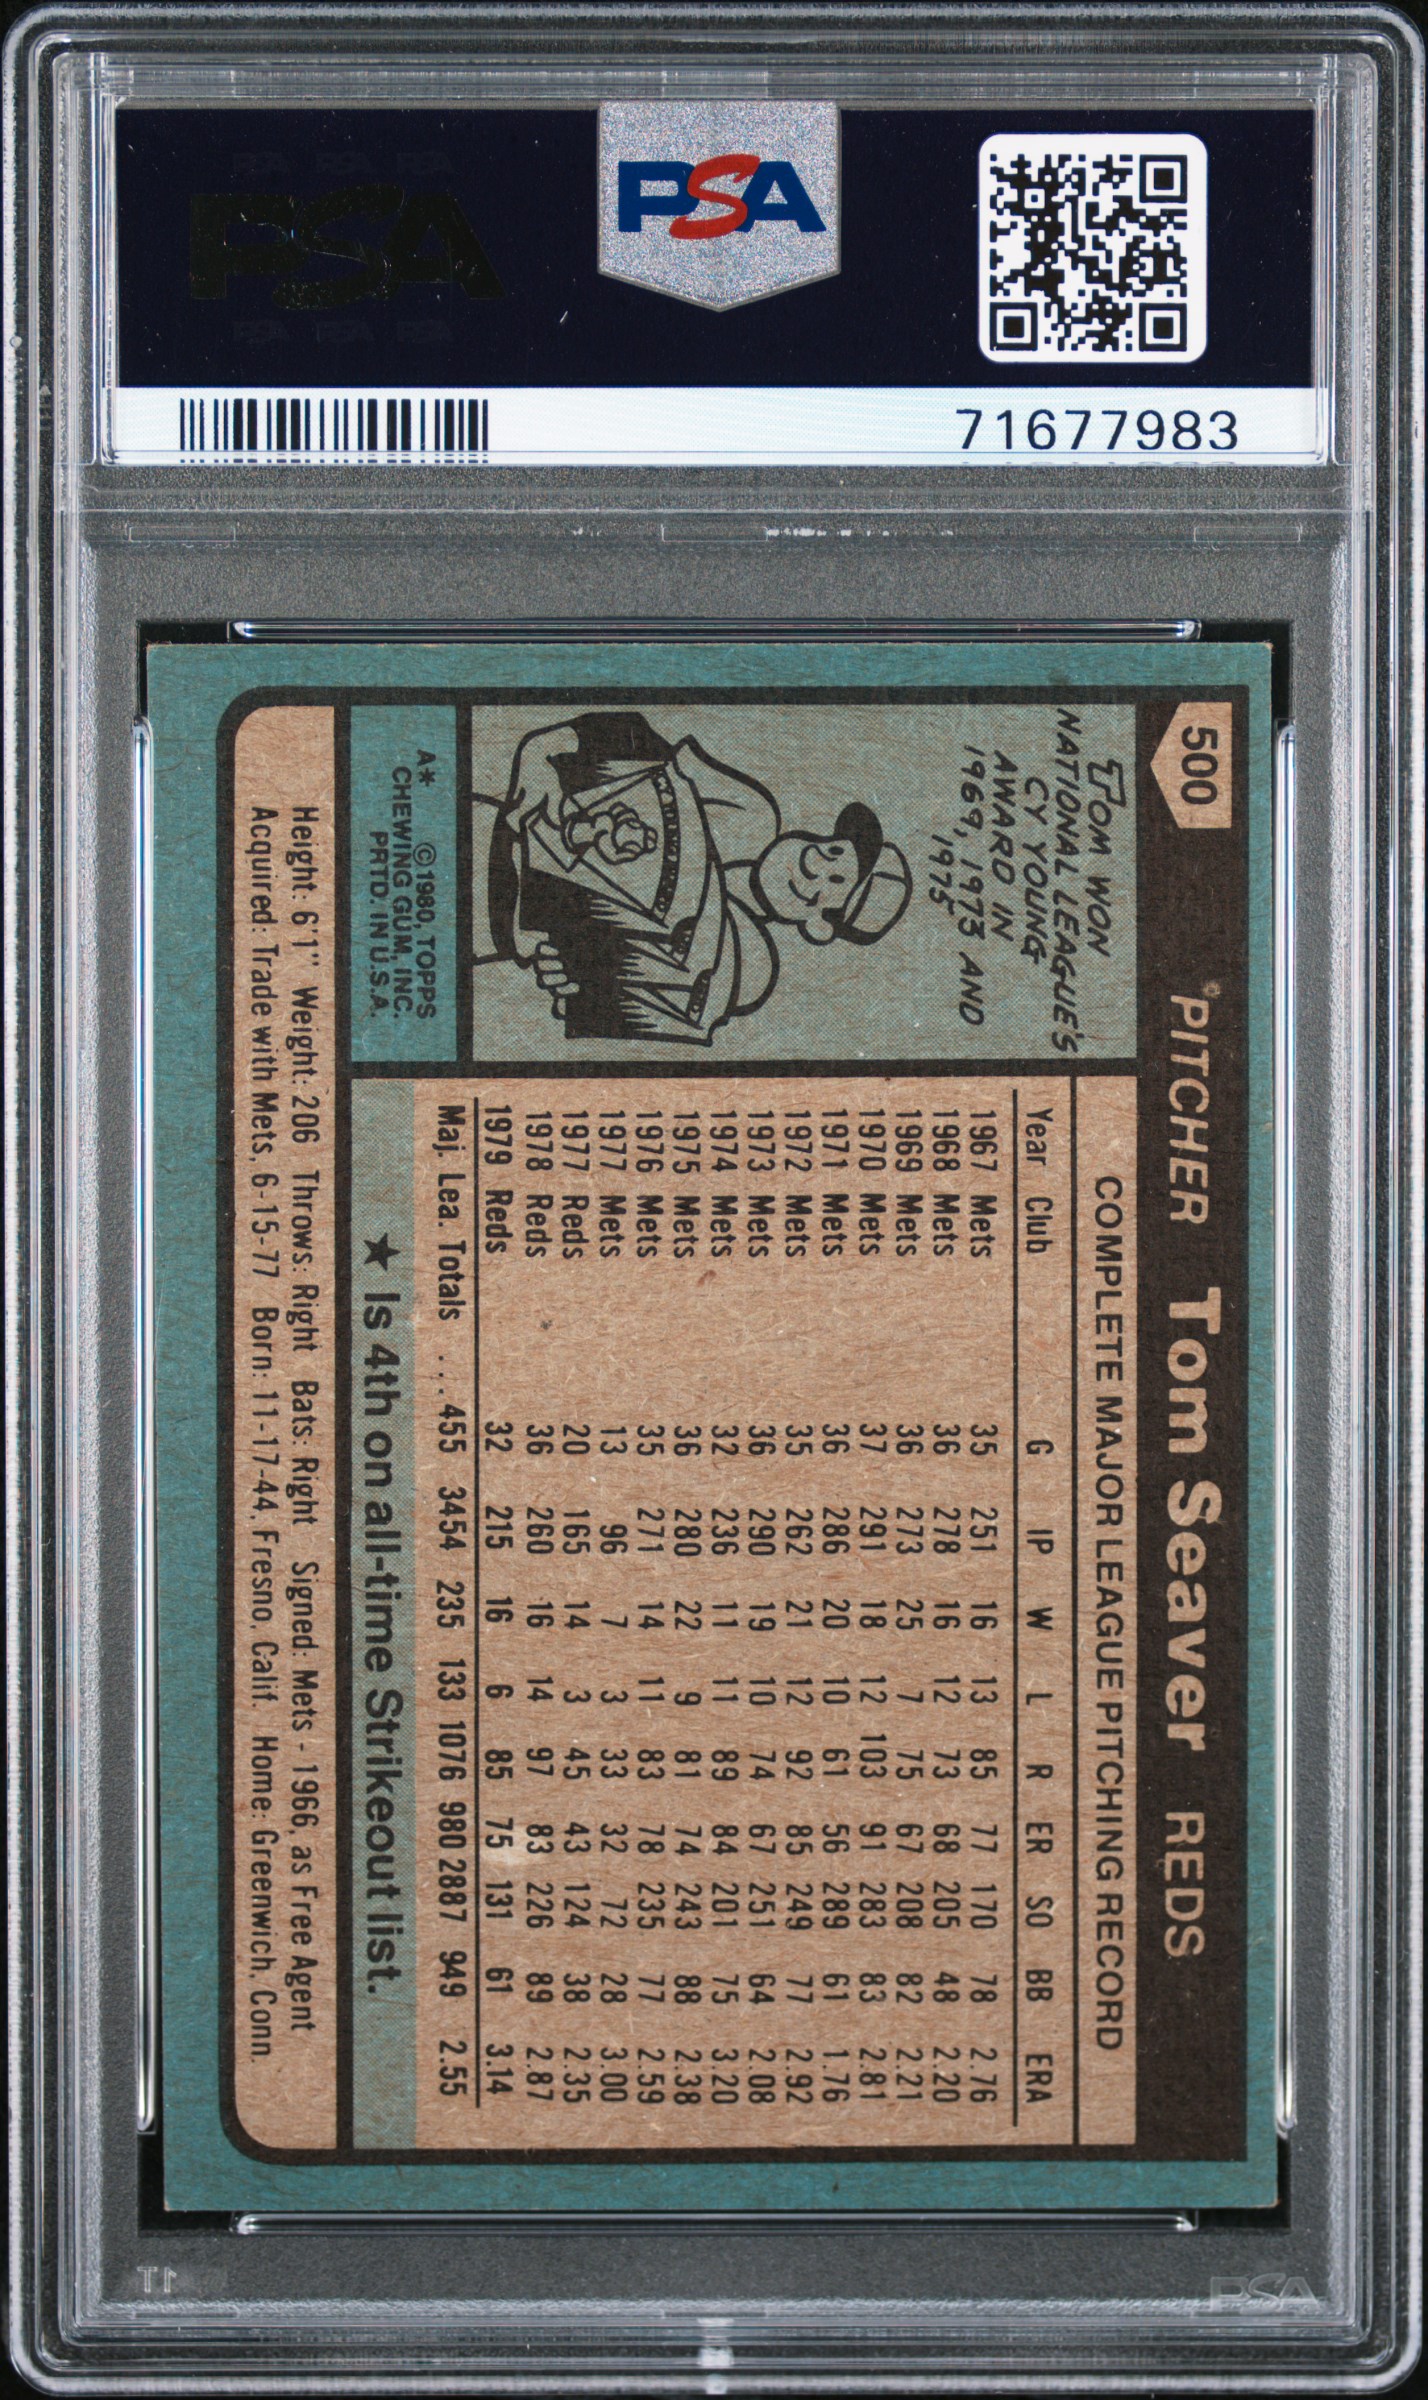 PSA
PSA
71677983
500
PITCHER Tom Seaver REDS
TOM WON
NATIONAL LEAGUE'S
CY YOUNG
AWARD IN
1969, 1973 AND
1975
A* ©1980, TOPPS
CHEWING GUM, INC.
PRTD. IN U.S.A.
COMPLETE MAJOR LEAGUE PITCHING RECORD
Year Club G IP W L R ER SO BB ERA
1967 Mets 35 251 16 13 85 77 170 78 2.76
1968 Mets 36 278 16 12 73 68 205 48 2.20
1969 Mets 36 273 25 7 75 67 208 82 2.21
1970 Mets 37 291 18 12 103 91 283 83 2.81
1971 Mets 36 286 20 10 61 56 289 61 1.76
1972 Mets 35 262 21 12 92 85 249 77 2.92
1973 Mets 36 290 19 10 74 67 251 64 2.08
1974 Mets 32 236 11 11 89 84 201 75 3.20
1975 Mets 36 280 22 9 81 74 243 88 2.38
1976 Mets 35 271 14 11 83 78 235 77 2.59
1977 Mets 13 96 7 3 33 32 72 28 3.00
1977 Reds 20 165 14 3 45 43 124 38 2.35
1978 Reds 36 260 16 14 97 83 226 89 2.87
1979 Reds 32 215 16 6 85 75 131 61 3.14
Maj. Lea. Totals ... 455 3454 235 133 1076 980 2887 949 2.55
★ Is 4th on all-time Strikeout list.
Height: 6'1" Weight: 206 Throws: Right Bats: Right Signed: Mets - 1966, as Free Agent
Acquired: Trade with Mets, 6-15-77 Born: 11-17-44, Fresno, Calif. Home: Greenwich, Conn.
PSA